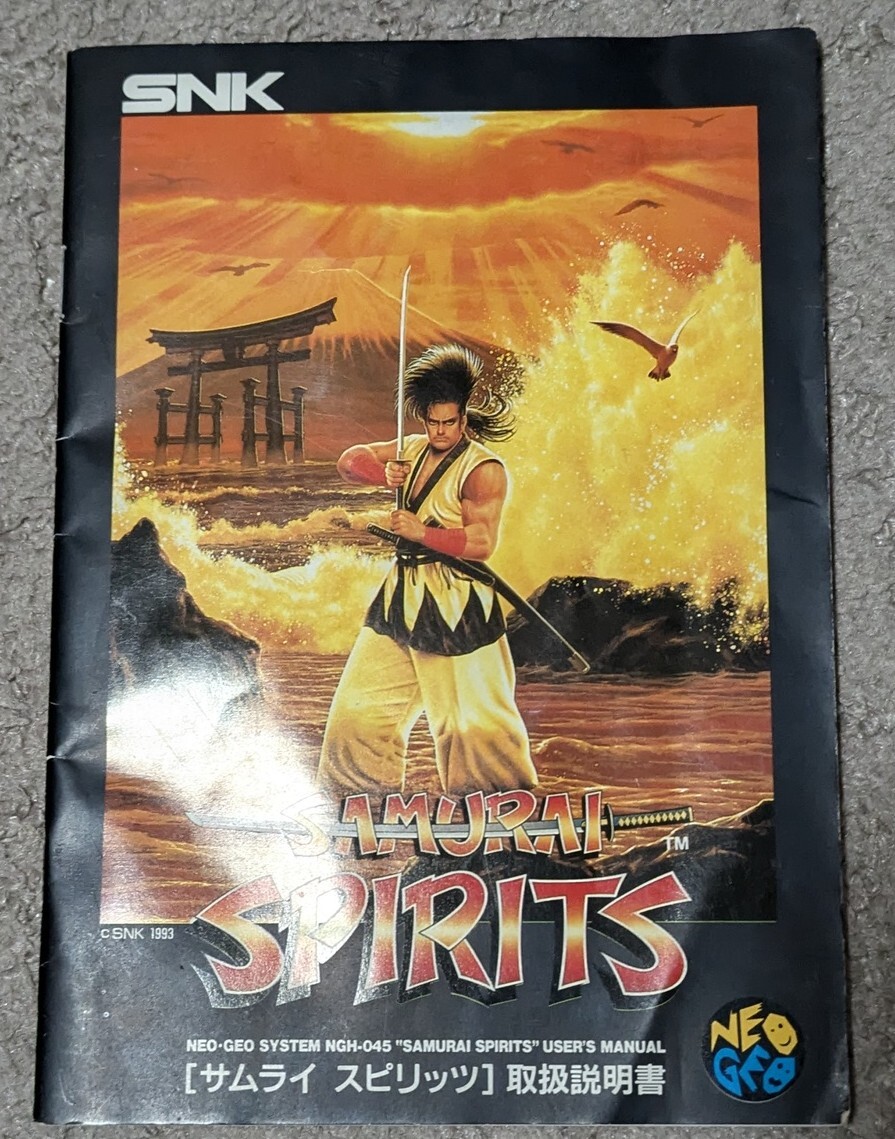 SNK
SAMURAI
TM
SPIRITS
©SNK 1993
NEO·GEO SYSTEM NGH-045 "SAMURAI SPIRITS" USER'S MANUAL
[サムライ スピリッツ] 取扱説明書
NEO
GEO